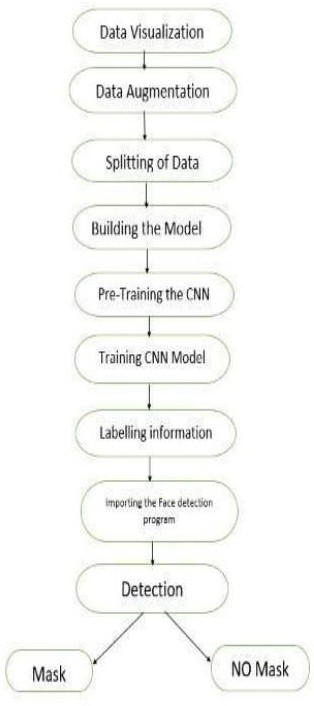 Data Visualization
Data Augmentation
Splitting of Data
Building the Model
Pre-Training the CNN
Training CNN Model
Labelling information
Importing the Face detection
program
Detection
Mask
NO Mask